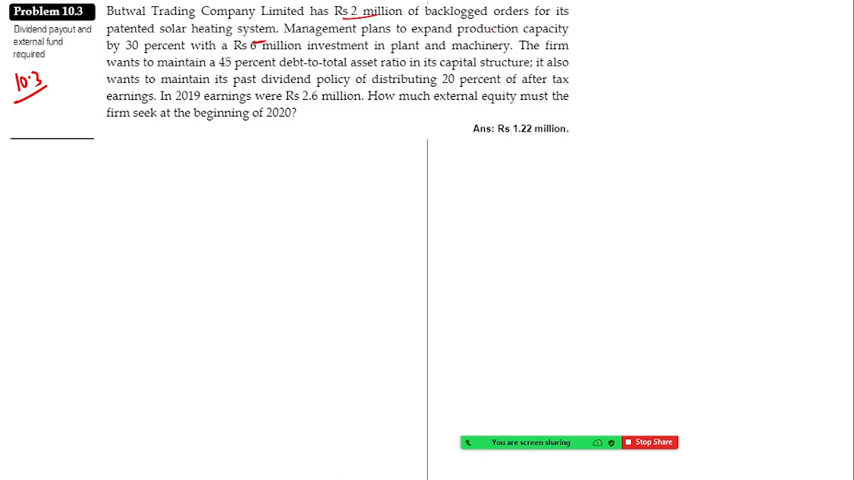 Problem 10.3
Dividend payout and
external fund
required
10.3
Butwal Trading Company Limited has Rs 2 million of backlogged orders for its
patented solar heating system. Management plans to expand production capacity
by 30 percent with a Rs 6 million investment in plant and machinery. The firm
wants to maintain a 45 percent debt-to-total asset ratio in its capital structure; it also
wants to maintain its past dividend policy of distributing 20 percent of after tax
earnings. In 2019 earnings were Rs 2.6 million. How much external equity must the
firm seek at the beginning of 2020?
Ans: Rs 1.22 million.
You are screen sharing
Stop Share